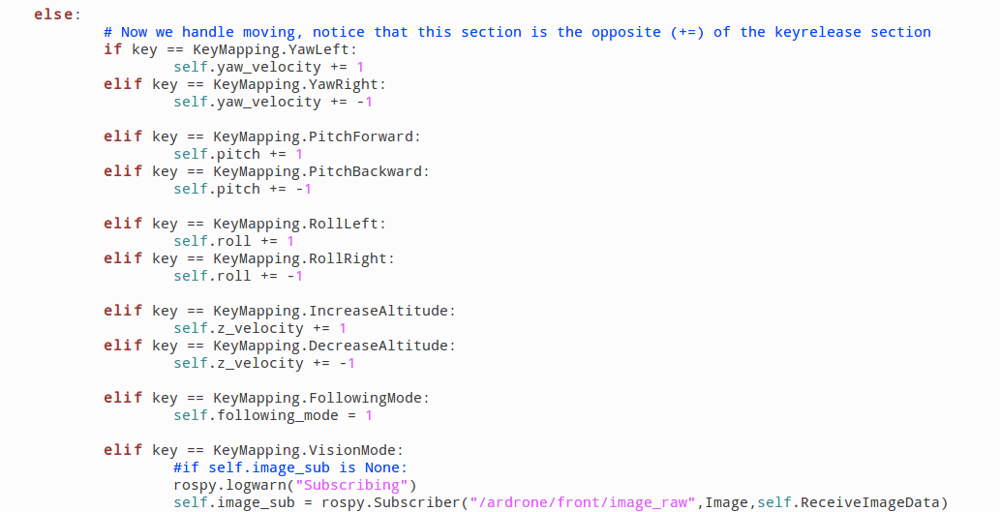 else:
# Now we handle moving, notice that this section is the opposite (+=) of the keyrelease section
if key == KeyMapping.YawLeft:
self.yaw_velocity += 1
elif key == KeyMapping.YawRight:
self.yaw_velocity += -1
elif key == KeyMapping.PitchForward:
self.pitch += 1
elif key == KeyMapping.PitchBackward:
self.pitch += -1
elif key == KeyMapping.RollLeft:
self.roll += 1
elif key == KeyMapping.RollRight:
self.roll += -1
elif key == KeyMapping.IncreaseAltitude:
self.z_velocity += 1
elif key == KeyMapping.DecreaseAltitude:
self.z_velocity += -1
elif key == KeyMapping.FollowingMode:
self.following_mode = 1
elif key == KeyMapping.VisionMode:
#if self.image_sub is None:
rospy.logwarn("Subscribing")
self.image_sub = rospy.Subscriber("/ardrone/front/image_raw",Image,self.ReceiveImageData)